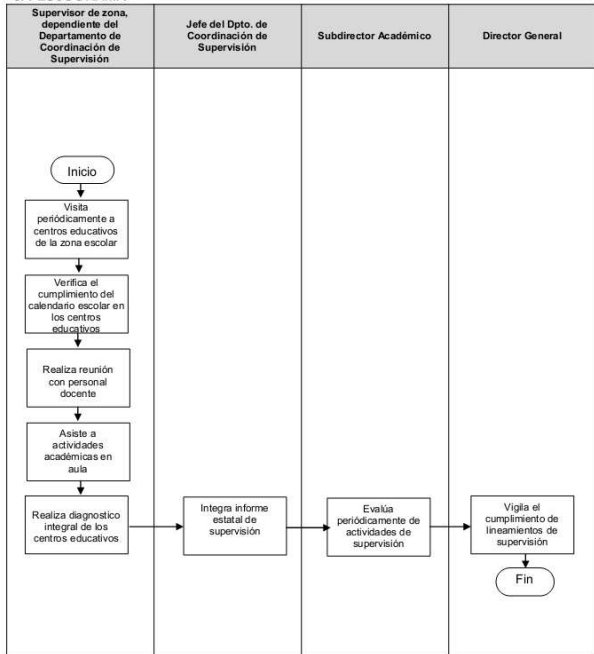 Supervisor de zona,
dependiente del
Departamento de
Coordinación de
Supervisión
Jefe del Dpto. de
Coordinación de
Supervisión
Subdirector Académico
Director General
Inicio
Visita
periódicamente a
centros educativos
de la zona escolar
Verifica el
cumplimiento del
calendario escolar en
los centros
educativos
Realiza reunión
con personal
docente
Asiste a
actividades
académicas en
aula
Realiza diagnostico
integral de los
centros educativos
Integra informe
estatal de
supervisión
Evalúa
periódicamente de
actividades de
supervisión
Vigila el
cumplimiento de
lineamientos de
supervisión
Fin